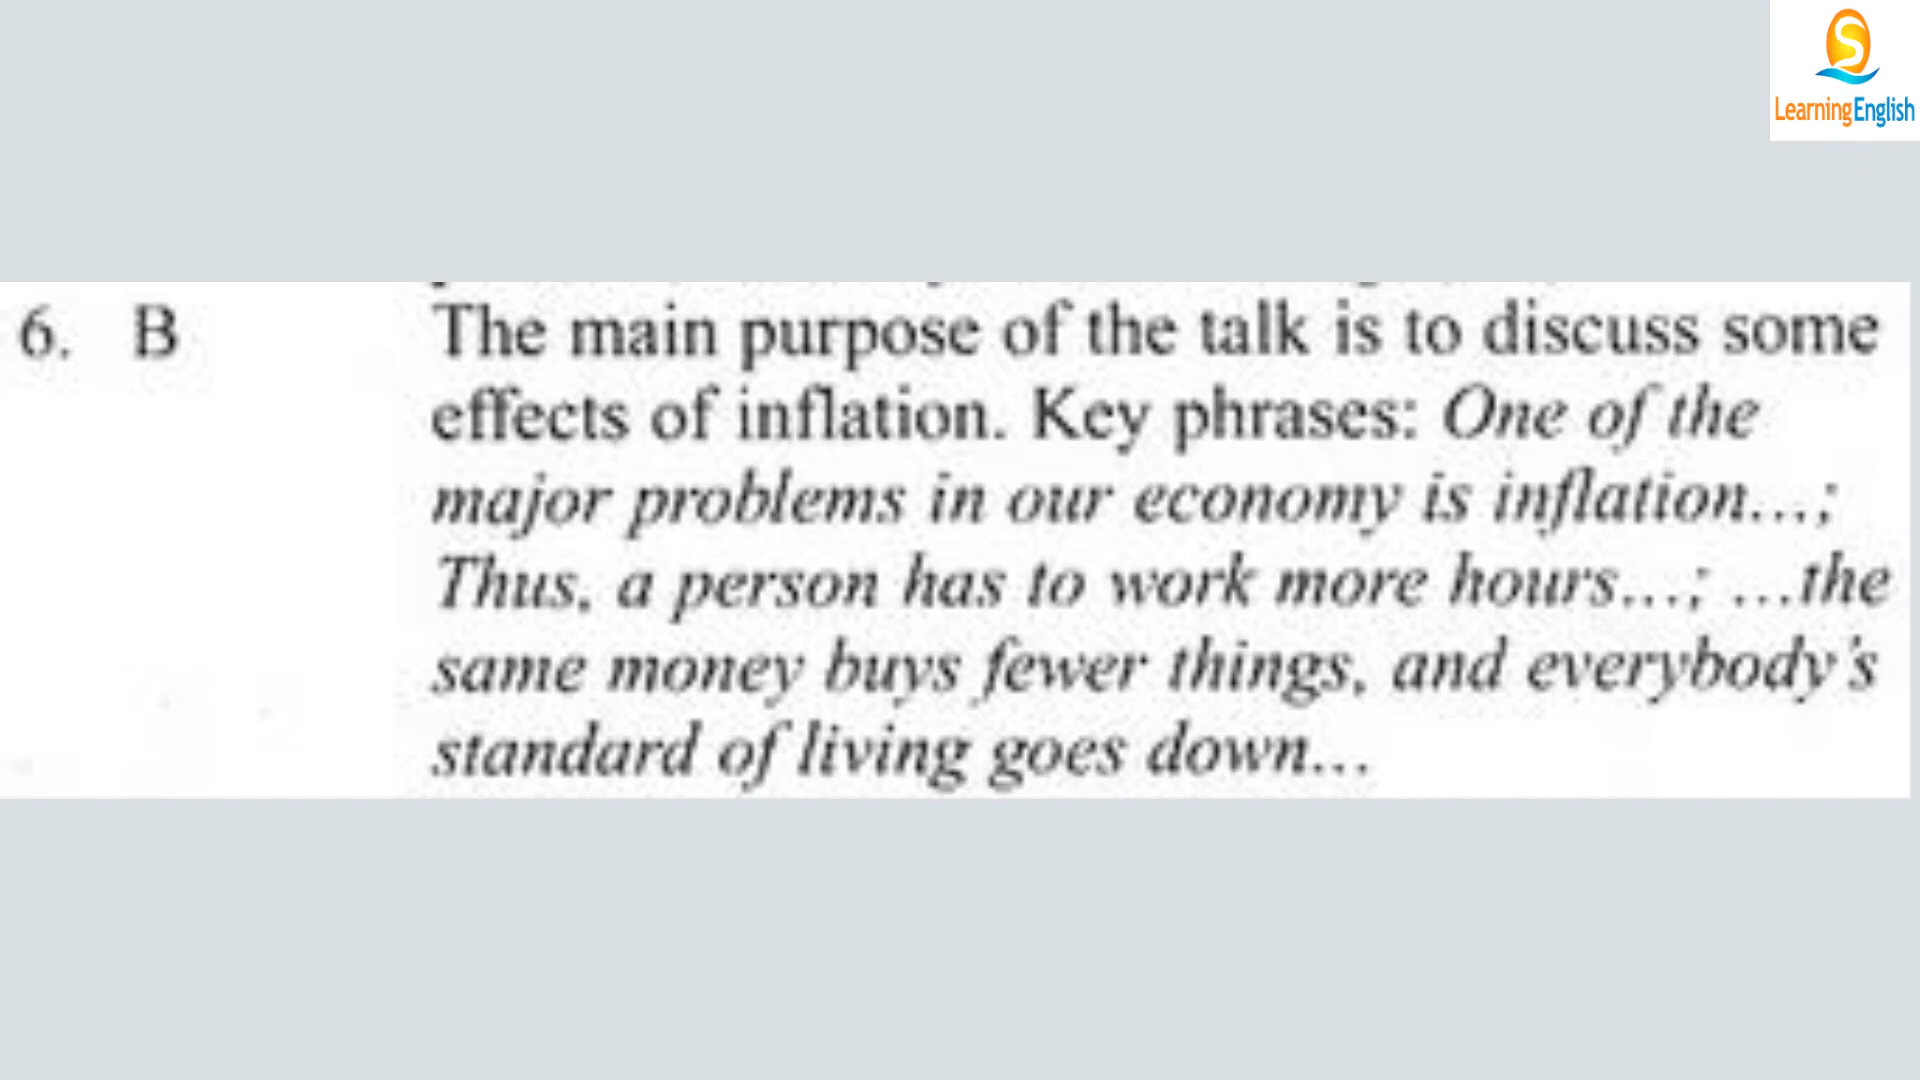 LearningEnglish
6. B The main purpose of the talk is to discuss some
effects of inflation. Key phrases: One of the
major problems in our economy is inflation...;
Thus, a person has to work more hours...; ...the
same money buys fewer things, and everybody's
standard of living goes down...